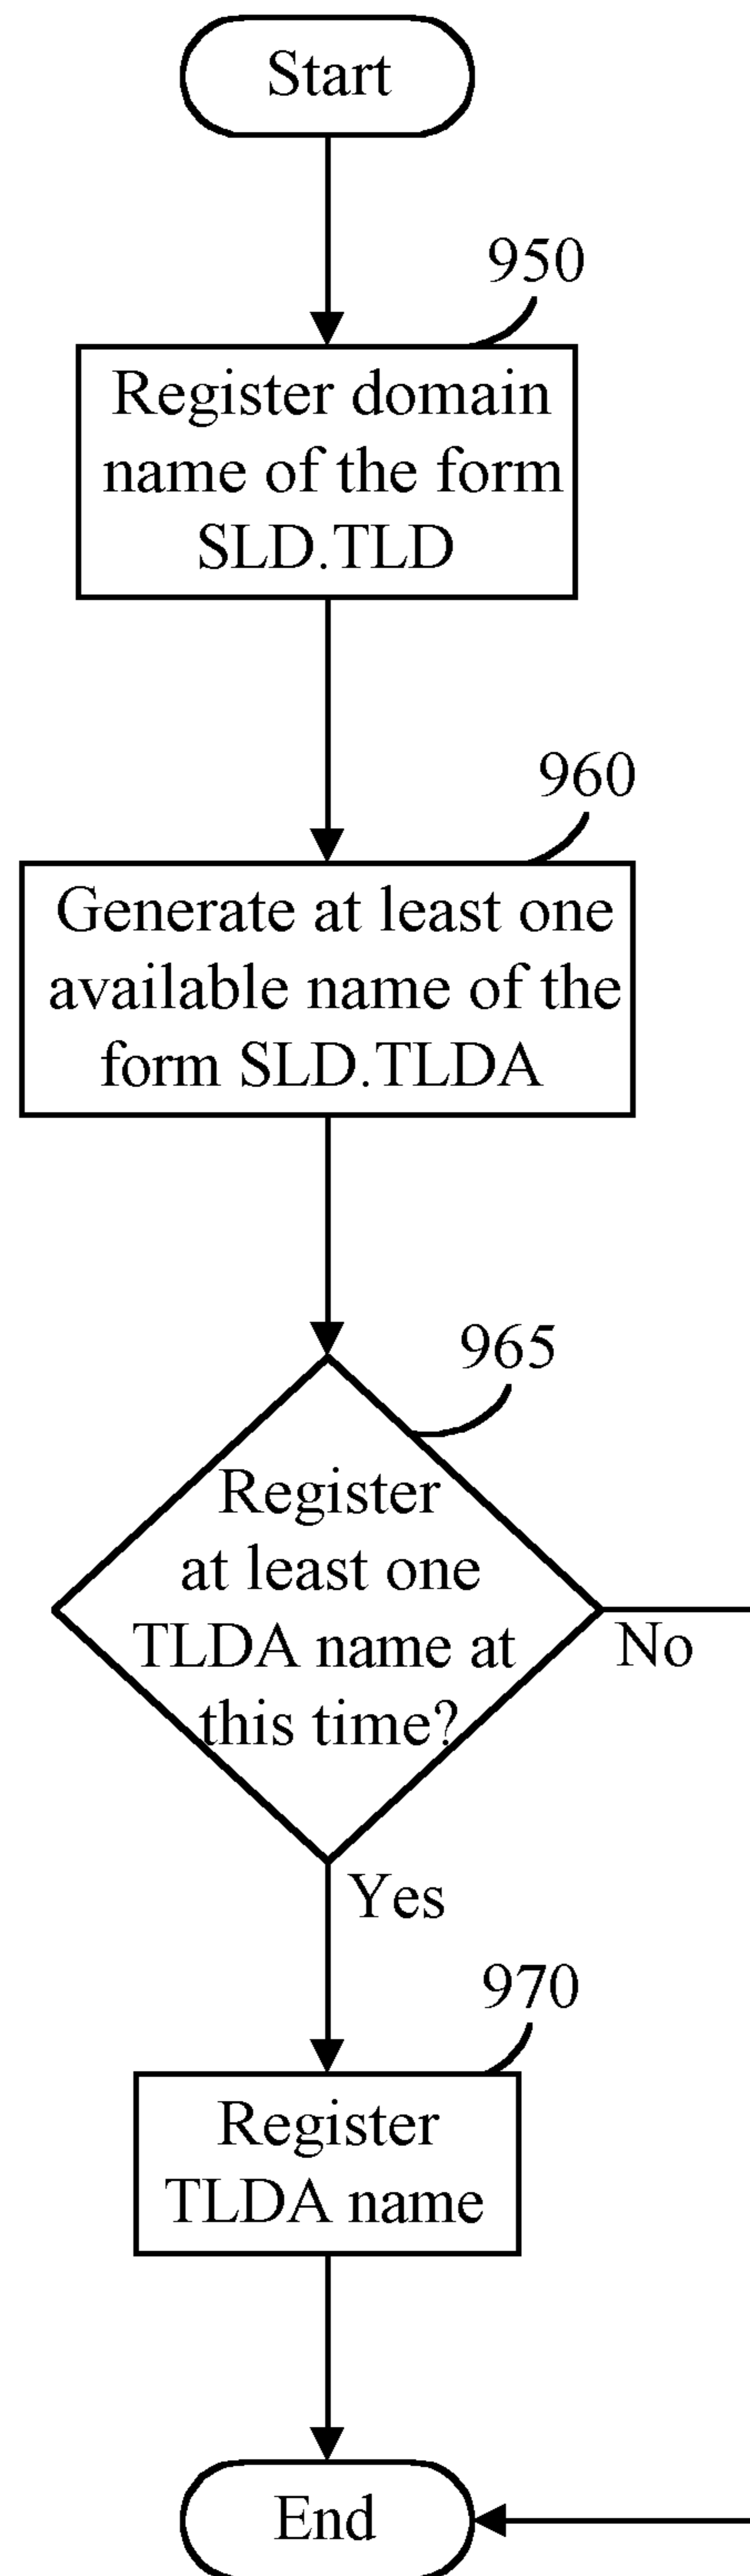 Start
950
Register domain
name of the form
SLD.TLD
960
Generate at least one
available name of the
form SLD.TLDA
965
Register
at least one
TLDA name at
this time?
No
Yes
970
Register
TLDA name
End